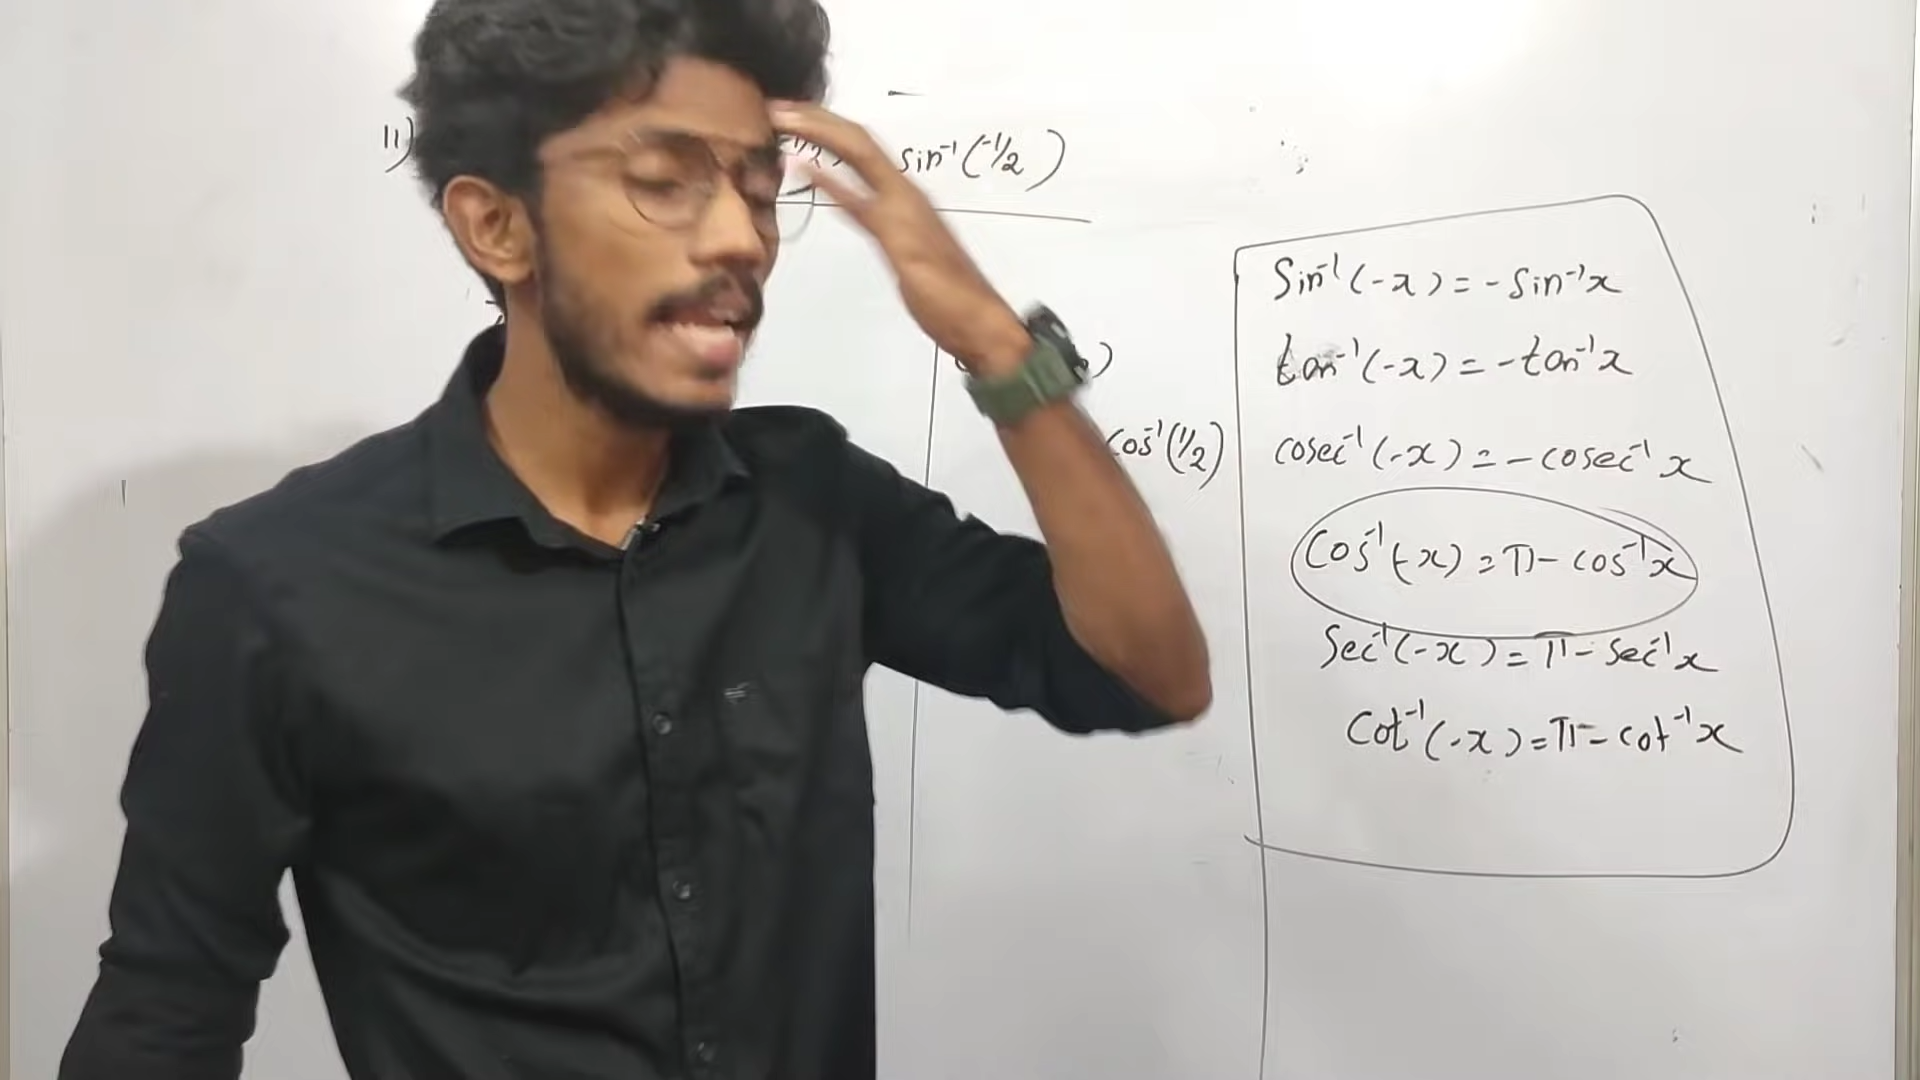 11) sin⁻¹(-1/2)
cos⁻¹(1/2)
Sin⁻¹(-x) = - sin⁻¹x
tan⁻¹(-x) = - tan⁻¹x
cosec⁻¹(-x) = - cosec⁻¹ x
Cos⁻¹(-x) = π - cos⁻¹x
Sec⁻¹(-x) = π - sec⁻¹x
Cot⁻¹(-x) = π - cot⁻¹x